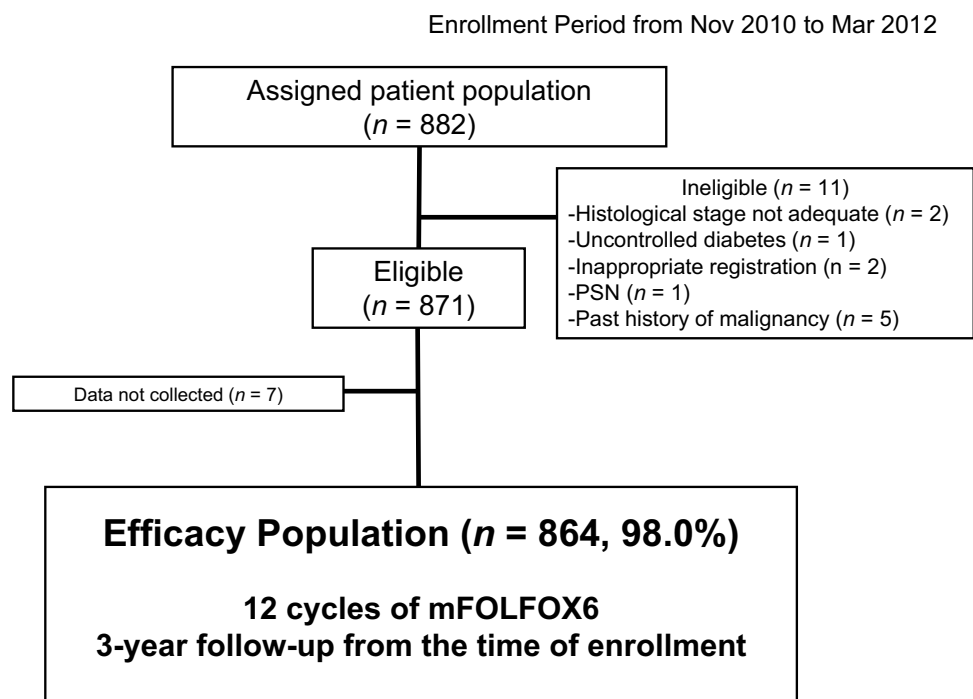 Enrollment Period from Nov 2010 to Mar 2012
Assigned patient population
(n = 882)
Ineligible (n = 11)
-Histological stage not adequate (n = 2)
-Uncontrolled diabetes (n = 1)
-Inappropriate registration (n = 2)
-PSN (n = 1)
-Past history of malignancy (n = 5)
Eligible
(n = 871)
Data not collected (n = 7)
Efficacy Population (n = 864, 98.0%)
12 cycles of mFOLFOX6
3-year follow-up from the time of enrollment